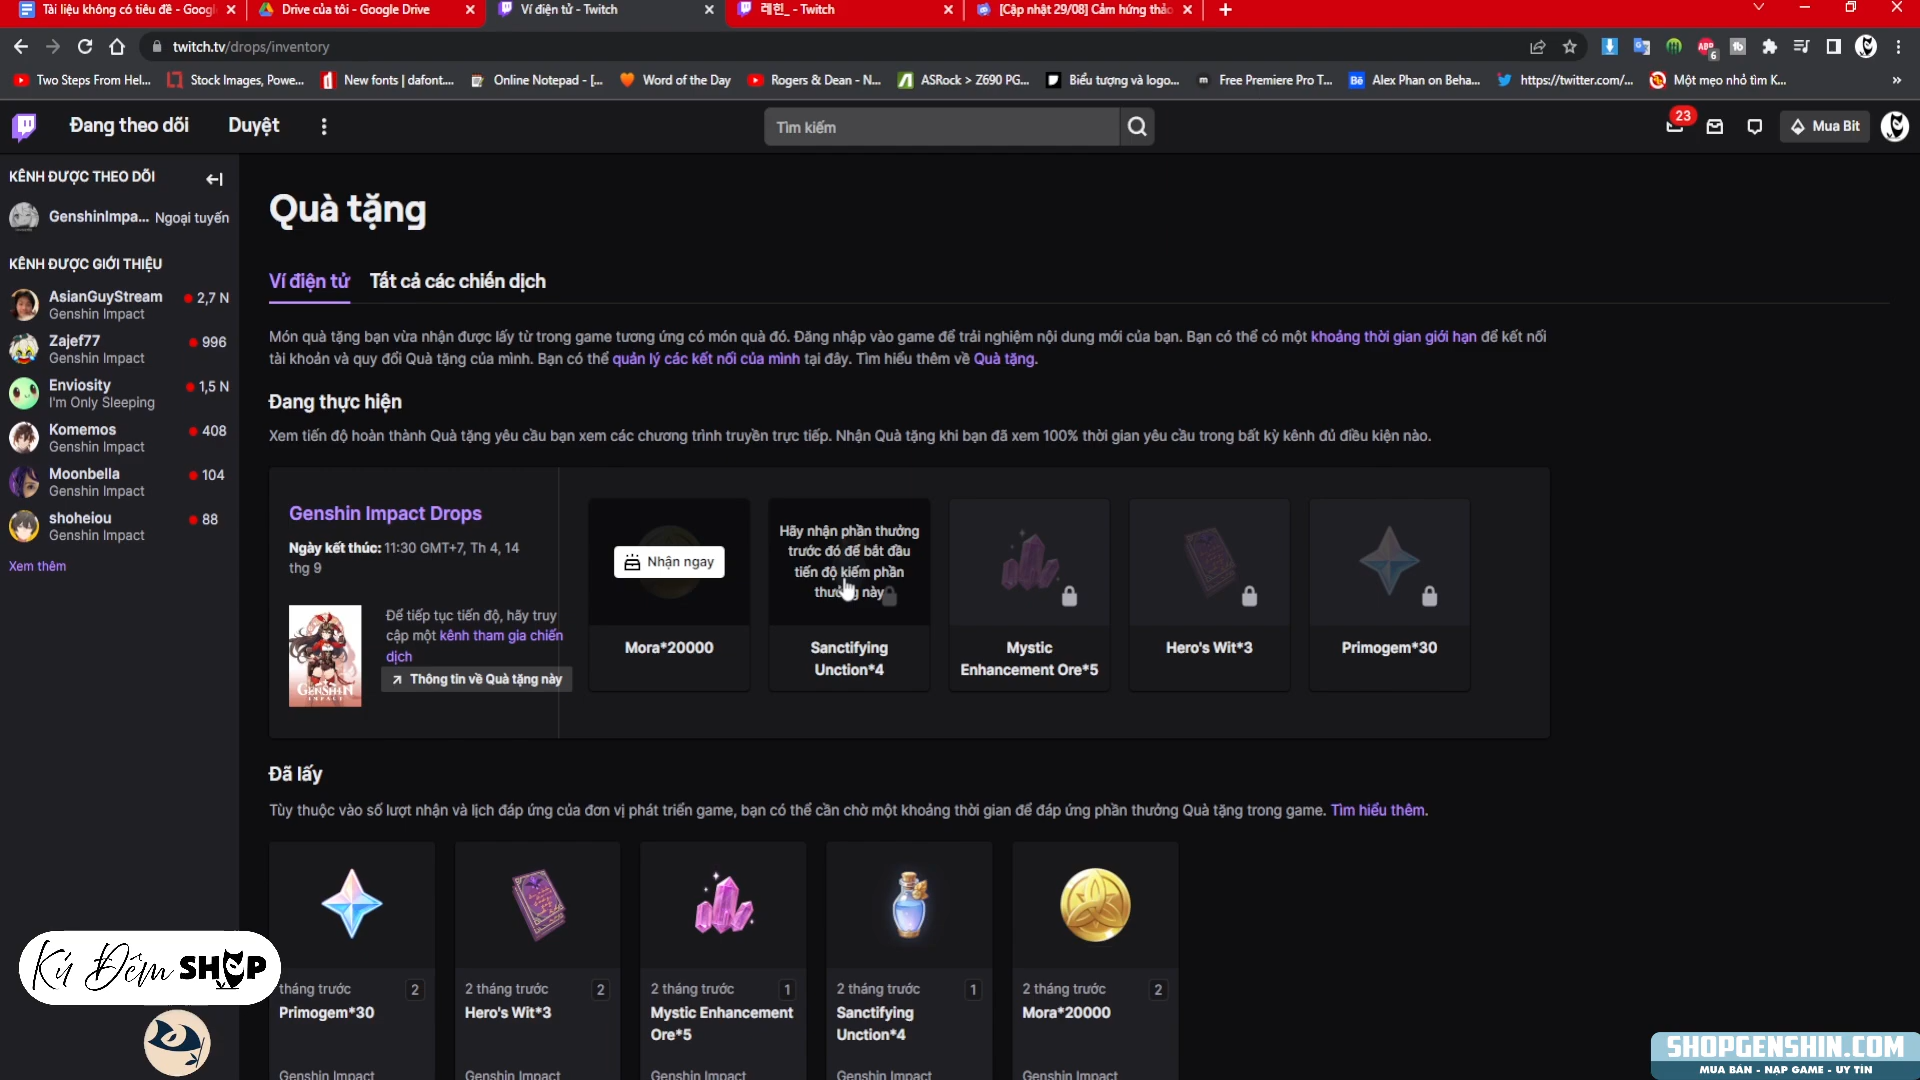 Tài liệu không có tiêu đề - Googl
Drive của tôi - Google Drive
Ví điện tử - Twitch
레힌_ - Twitch
[Cập nhật 29/08] Cảm hứng thảo
twitch.tv/drops/inventory
Two Steps From Hel...
Stock Images, Powe...
New fonts | dafont....
Online Notepad - [...
Word of the Day
Rogers & Dean - N...
ASRock > Z690 PG...
Biểu tượng và logo...
Free Premiere Pro T...
Alex Phan on Beha...
https://twitter.com/...
Một mẹo nhỏ tìm K...
Đang theo dõi
Duyệt
Tìm kiếm
23
Mua Bit
KÊNH ĐƯỢC THEO DÕI
GenshinImpa... Ngoại tuyến
KÊNH ĐƯỢC GIỚI THIỆU
AsianGuyStream 2,7 N
Genshin Impact
Zajef77 996
Genshin Impact
Enviosity 1,5 N
I'm Only Sleeping
Komemos 408
Genshin Impact
Moonbella 104
Genshin Impact
shoheiou 88
Genshin Impact
Xem thêm
Quà tặng
Ví điện tử
Tất cả các chiến dịch
Món quà tặng bạn vừa nhận được lấy từ trong game tương ứng có món quà đó. Đăng nhập vào game để trải nghiệm nội dung mới của bạn. Bạn có thể có một khoảng thời gian giới hạn để kết nối
tài khoản và quy đổi Quà tặng của mình. Bạn có thể quản lý các kết nối của mình tại đây. Tìm hiểu thêm về Quà tặng.
Đang thực hiện
Xem tiến độ hoàn thành Quà tặng yêu cầu bạn xem các chương trình truyền trực tiếp. Nhận Quà tặng khi bạn đã xem 100% thời gian yêu cầu trong bất kỳ kênh đủ điều kiện nào.
Genshin Impact Drops
Ngày kết thúc: 11:30 GMT+7, Th 4, 14
thg 9
GENSHIN
IMPACT
Để tiếp tục tiến độ, hãy truy
cập một kênh tham gia chiến
dịch
Thông tin về Quà tặng này
Nhận ngay
Mora*20000
Hãy nhận phần thưởng
trước đó để bắt đầu
tiến độ kiếm phần
thưởng này
Sanctifying
Unction*4
Mystic
Enhancement Ore*5
Hero's Wit*3
Primogem*30
Đã lấy
Tùy thuộc vào số lượt nhận và lịch đáp ứng của đơn vị phát triển game, bạn có thể cần chờ một khoảng thời gian để đáp ứng phần thưởng Quà tặng trong game. Tìm hiểu thêm.
tháng trước 2
Primogem*30
Genshin Impact
2 tháng trước 2
Hero's Wit*3
Genshin Impact
2 tháng trước 1
Mystic Enhancement
Ore*5
Genshin Impact
2 tháng trước 1
Sanctifying
Unction*4
Genshin Impact
2 tháng trước 2
Mora*20000
Genshin Impact
Kú Đêm SHOP
SHOPGENSHIN.COM
MUA BÁN - NẠP GAME - UY TÍN